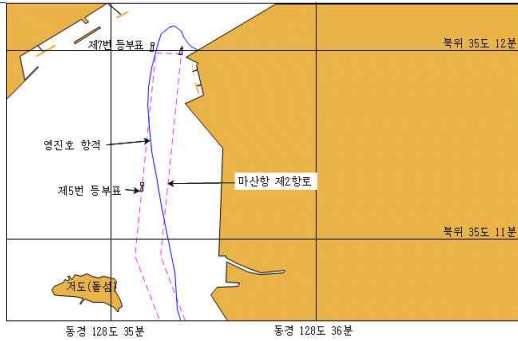 제7번 등부표
북위 35도 12분
영진호 항적
제5번 등부표
마산항 제2항로
북위 35도 11분
저도(돝섬)
동경 128도 35분
동경 128도 36분